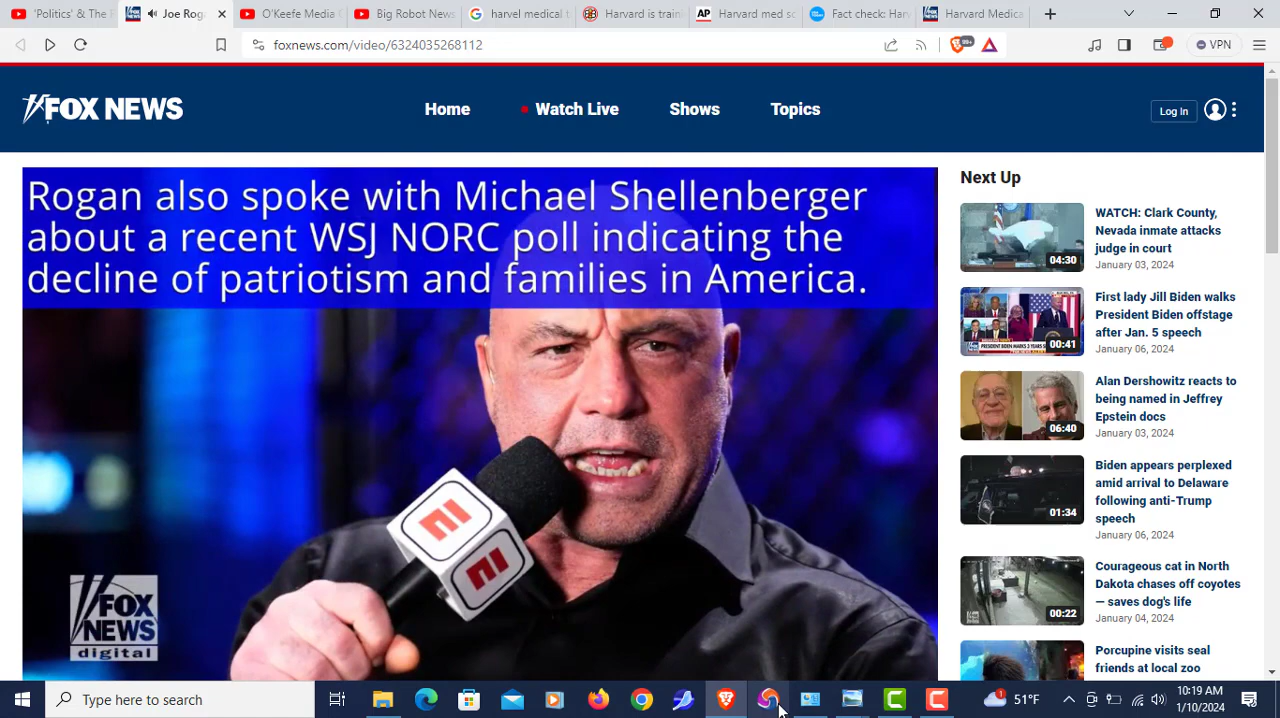 'Politics' & The
Joe Roga
O'Keefe Media G
Big Robot News
marvel medica
Harvard is train
Harvard med sc
Fact check: Harv
Harvard Medica
foxnews.com/video/6324035268112
99+
VPN
FOX NEWS
Home
Watch Live
Shows
Topics
Log In
Rogan also spoke with Michael Shellenberger
about a recent WSJ NORC poll indicating the
decline of patriotism and families in America.
FOX
NEWS
digital
Next Up
04:30
WATCH: Clark County,
Nevada inmate attacks
judge in court
January 03, 2024
00:41
First lady Jill Biden walks
President Biden offstage
after Jan. 5 speech
January 06, 2024
06:40
Alan Dershowitz reacts to
being named in Jeffrey
Epstein docs
January 03, 2024
01:34
Biden appears perplexed
amid arrival to Delaware
following anti-Trump
speech
January 06, 2024
00:22
Courageous cat in North
Dakota chases off coyotes
— saves dog's life
January 04, 2024
Porcupine visits seal
friends at local zoo
Type here to search
1
51°F
10:19 AM
1/10/2024